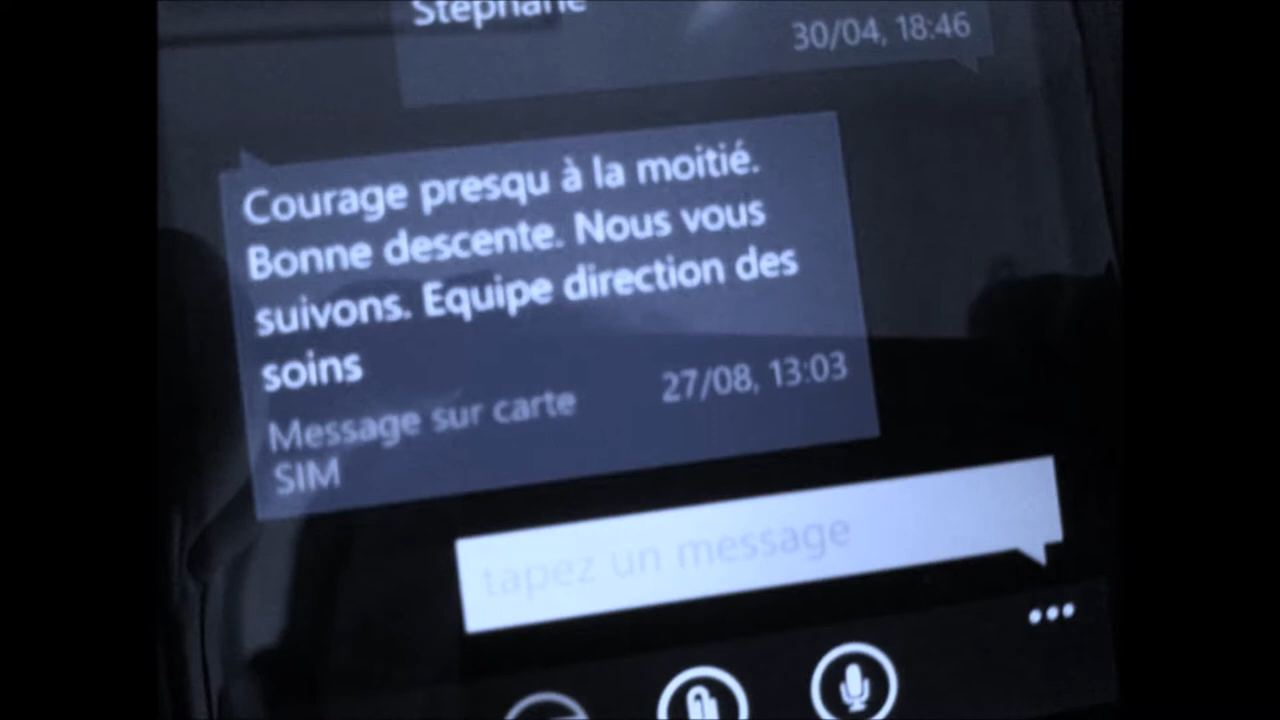 Stéphane
30/04, 18:46
Courage presqu à la moitié.
Bonne descente. Nous vous
suivons. Equipe direction des
soins
Message sur carte
SIM
27/08, 13:03
tapez un message